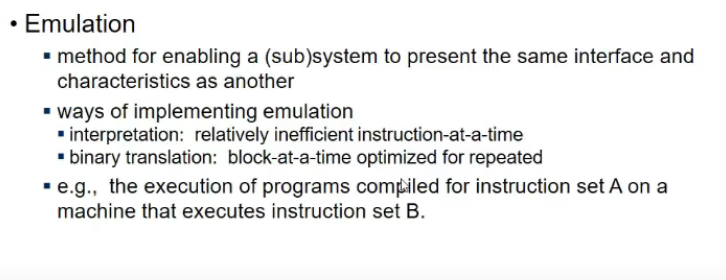 • Emulation
▪ method for enabling a (sub)system to present the same interface and
characteristics as another
▪ ways of implementing emulation
▪ interpretation: relatively inefficient instruction-at-a-time
▪ binary translation: block-at-a-time optimized for repeated
▪ e.g., the execution of programs compiled for instruction set A on a
machine that executes instruction set B.